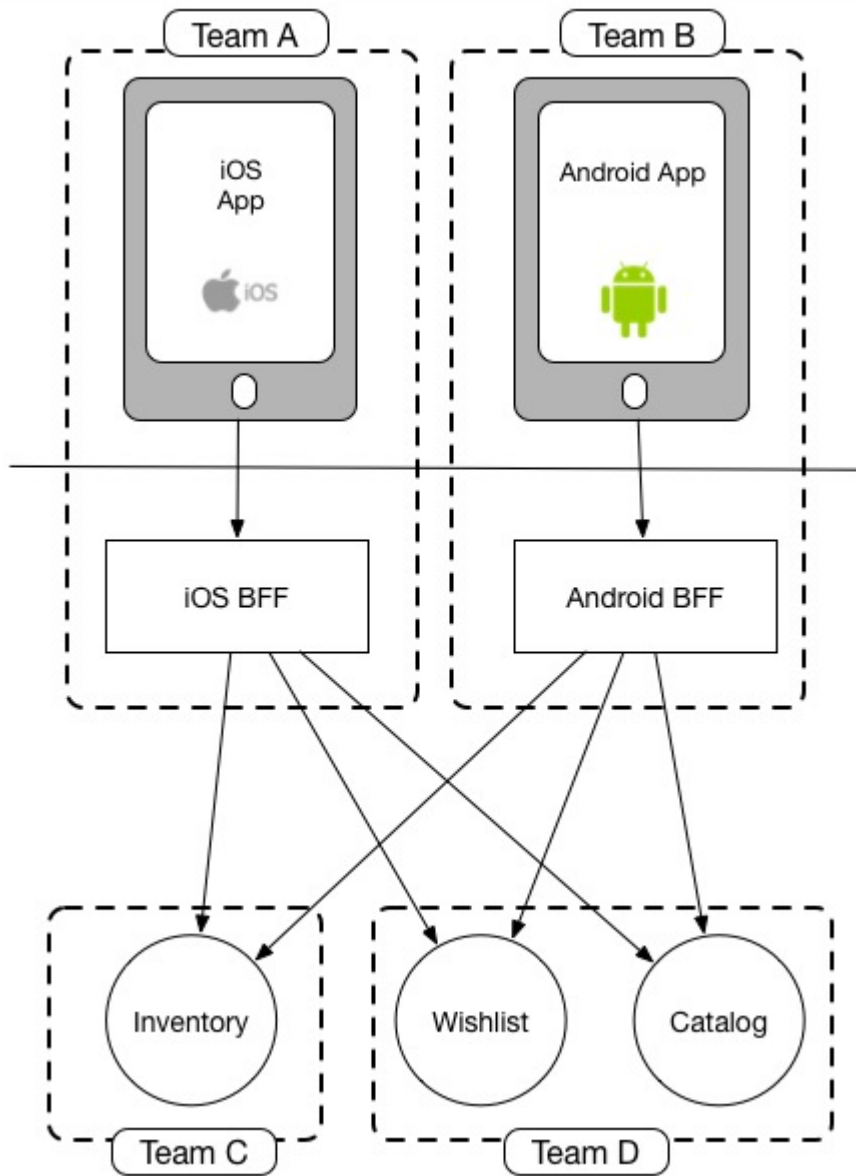 Team A
Team B
iOS
App
Android App
iOS
iOS BFF
Android BFF
Inventory
Wishlist
Catalog
Team C
Team D